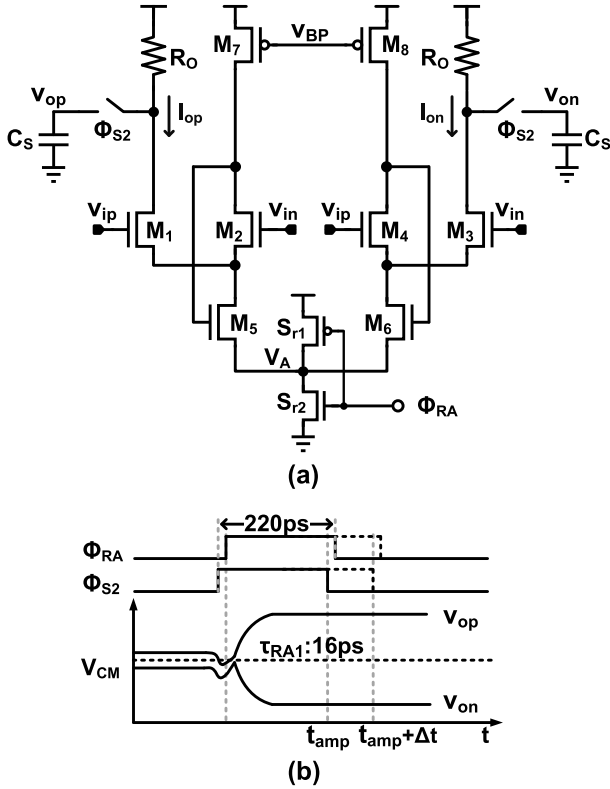 M7 VBP M8
RO RO
vop Iop Ion von
ΦS2 ΦS2
CS CS
vip M1 M2 vin vip M4 M3 vin
M5 M6
Sr1
VA
Sr2 ΦRA
(a)
220ps
ΦRA
ΦS2
vop
τRA1:16ps
VCM
von
tamp tamp+Δt t
(b)